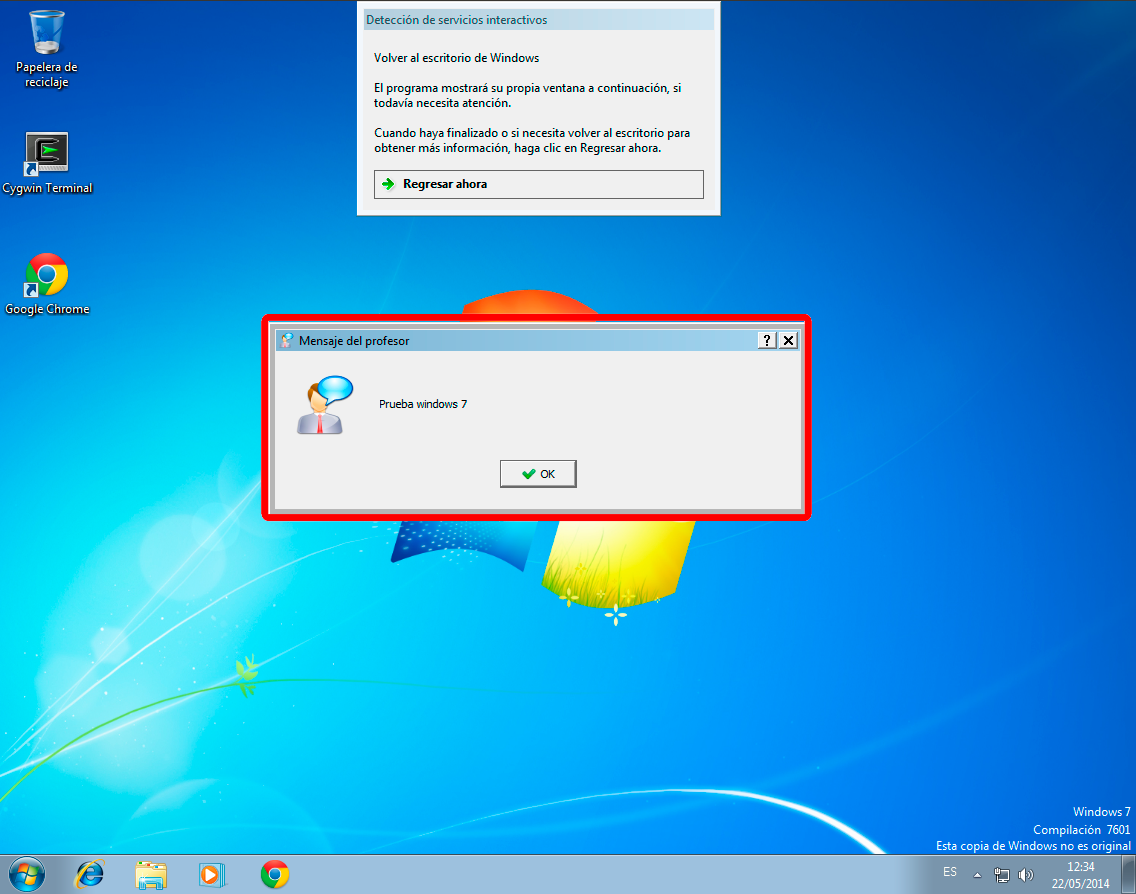 Detección de servicios interactivos
Volver al escritorio de Windows
El programa mostrará su propia ventana a continuación, si
todavía necesita atención.
Cuando haya finalizado o si necesita volver al escritorio para
obtener más información, haga clic en Regresar ahora.
Regresar ahora
Papelera de
reciclaje
Cygwin Terminal
Google Chrome
Mensaje del profesor
?
Prueba windows 7
OK
Windows 7
Compilación 7601
Esta copia de Windows no es original
ES
12:34
22/05/2014